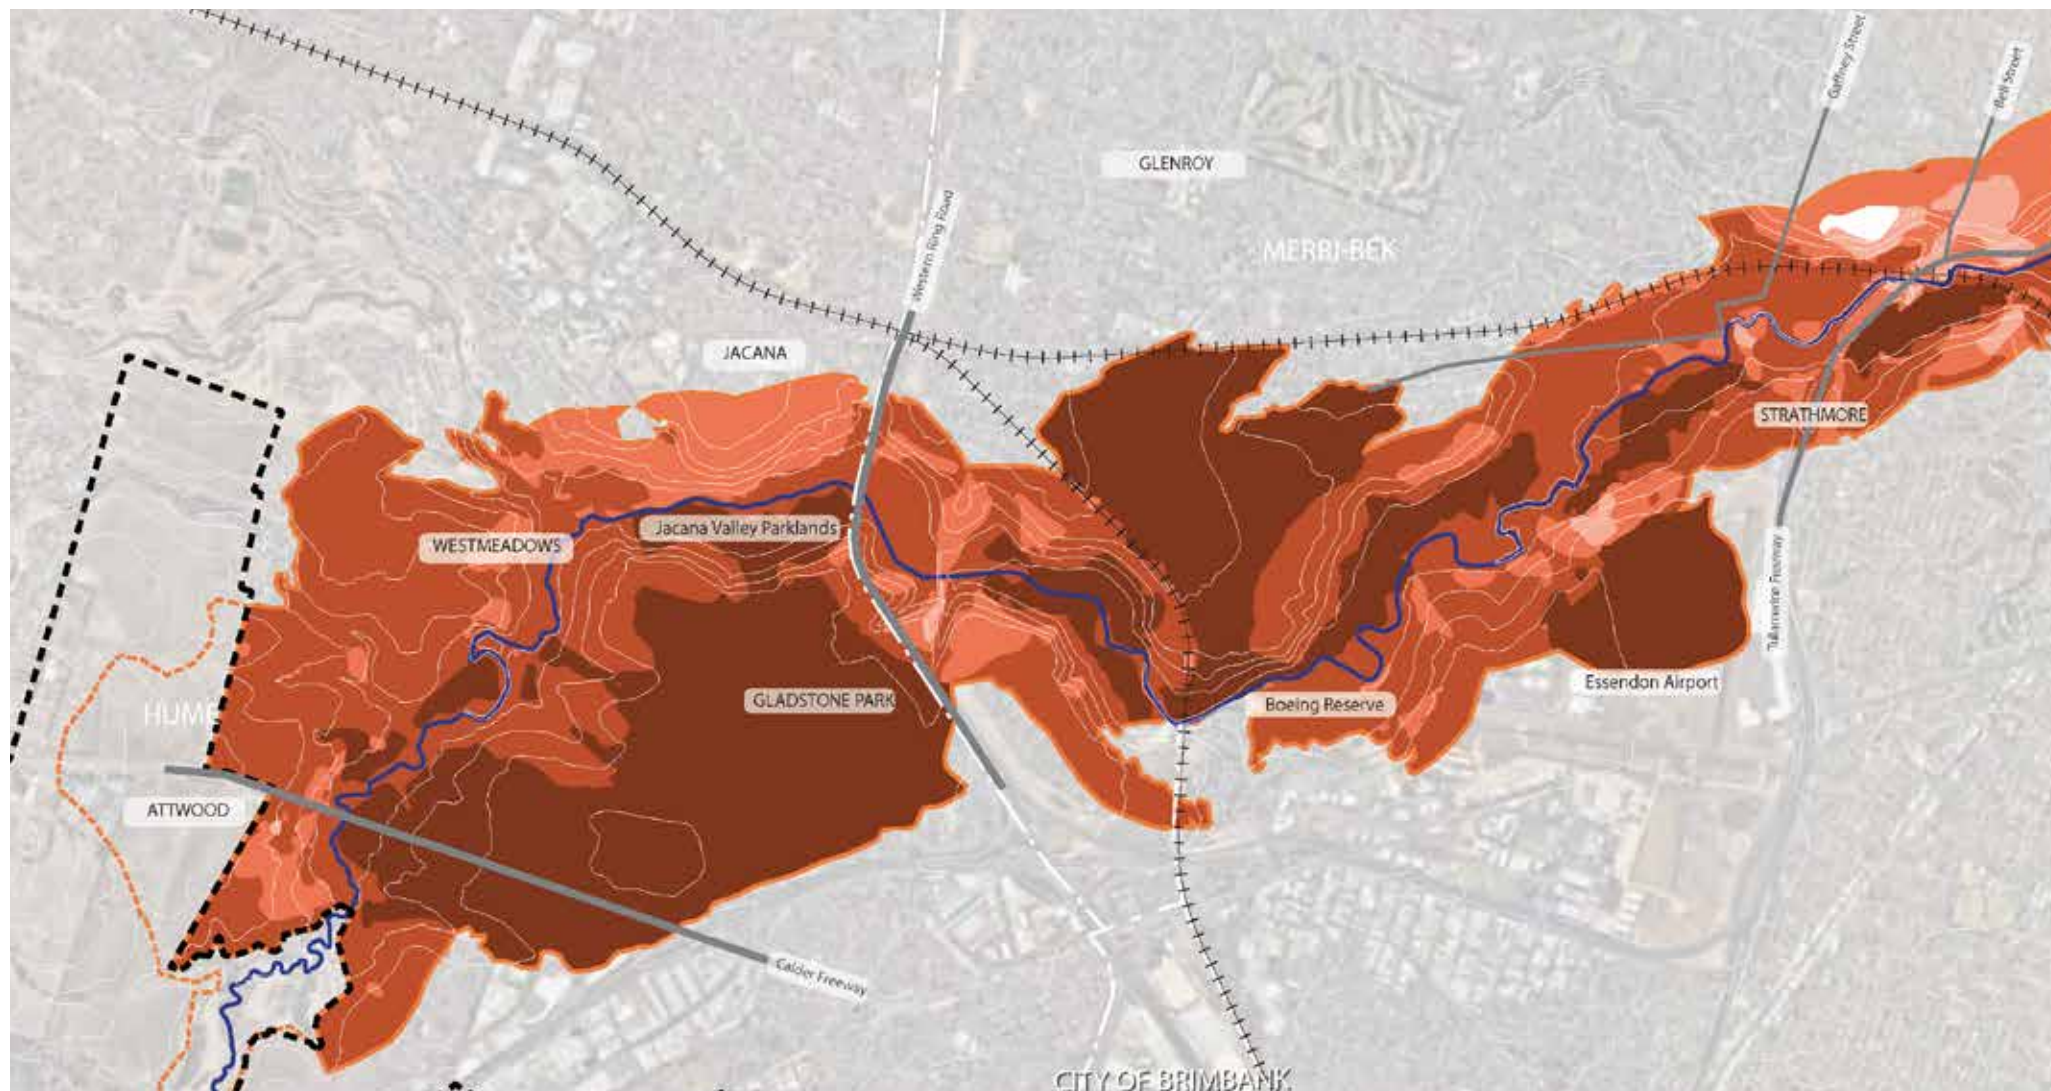 Gaffney Street
Bell Street
GLENROY
Western Ring Road
MERRI-BEK
JACANA
STRATHMORE
Jacana Valley Parklands
WESTMEADOWS
Tullamarine Freeway
Essendon Airport
GLADSTONE PARK
Boeing Reserve
HUME
ATTWOOD
Calder Freeway
CITY OF BRIMBANK